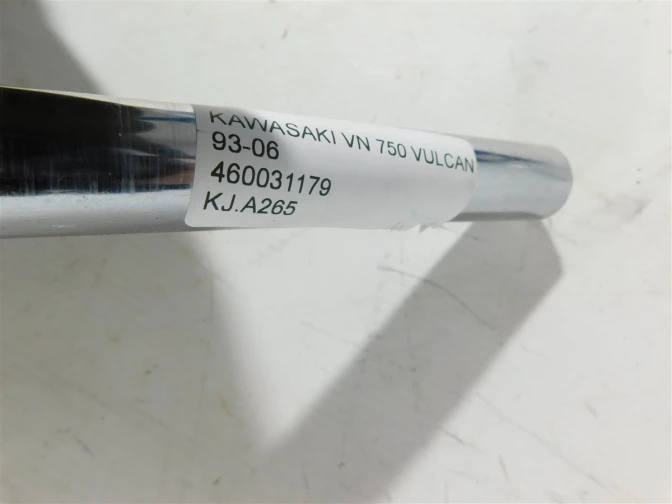 KAWASAKI VN 750 VULCAN
93-06
460031179
KJ.A265